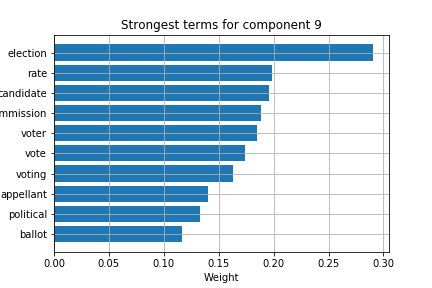 Strongest terms for component 9
election
rate
candidate
mmission
voter
vote
voting
appellant
political
ballot
0.00 0.05 0.10 0.15 0.20 0.25 0.30
Weight